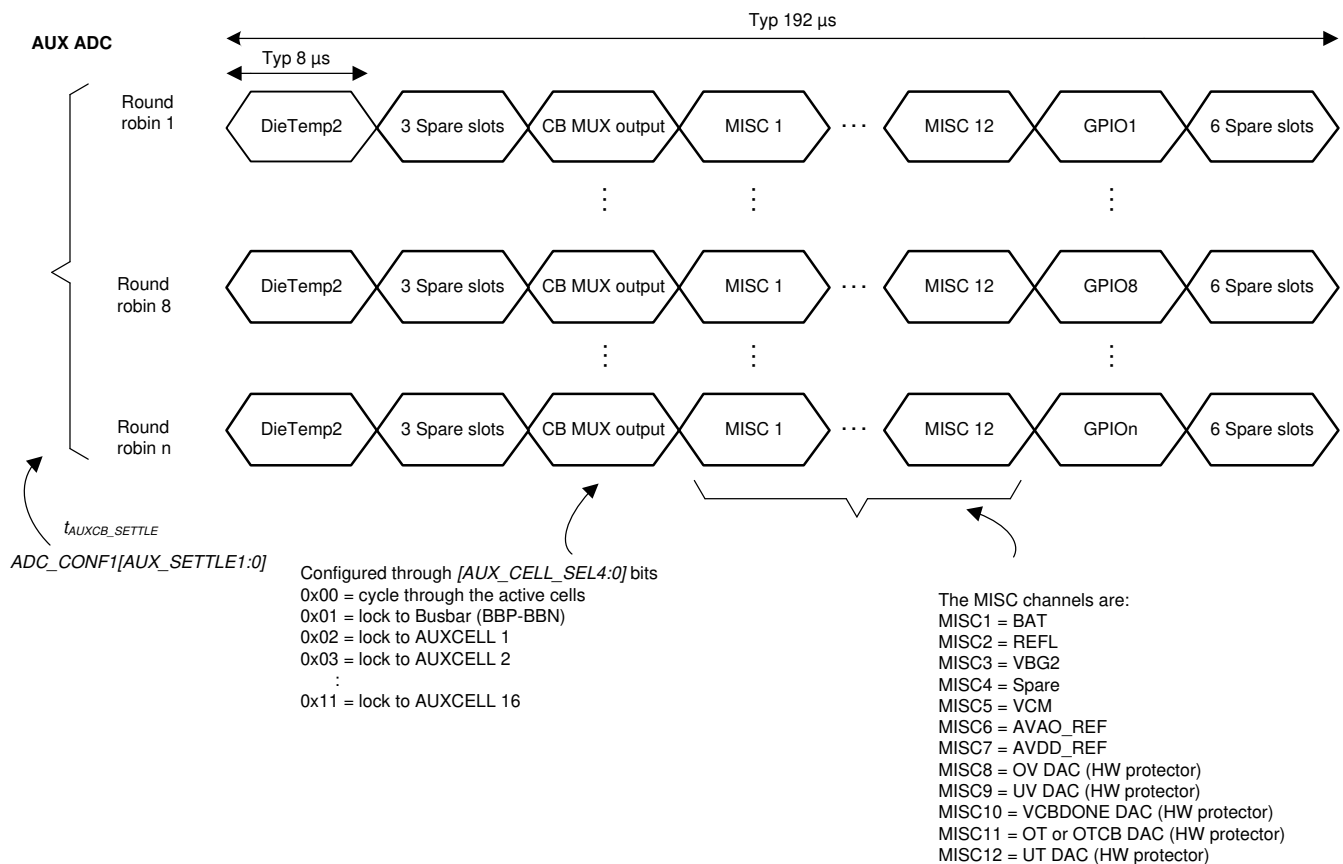 Typ 192 µs
AUX ADC
Typ 8 µs
Round
robin 1
DieTemp2
3 Spare slots
CB MUX output
MISC 1
· · ·
MISC 12
GPIO1
6 Spare slots
Round
robin 8
DieTemp2
3 Spare slots
CB MUX output
MISC 1
· · ·
MISC 12
GPIO8
6 Spare slots
Round
robin n
DieTemp2
3 Spare slots
CB MUX output
MISC 1
· · ·
MISC 12
GPIOn
6 Spare slots
tAUXCB_SETTLE
ADC_CONF1[AUX_SETTLE1:0]
Configured through [AUX_CELL_SEL4:0] bits
0x00 = cycle through the active cells
0x01 = lock to Busbar (BBP-BBN)
0x02 = lock to AUXCELL 1
0x03 = lock to AUXCELL 2
:
0x11 = lock to AUXCELL 16
The MISC channels are:
MISC1 = BAT
MISC2 = REFL
MISC3 = VBG2
MISC4 = Spare
MISC5 = VCM
MISC6 = AVAO_REF
MISC7 = AVDD_REF
MISC8 = OV DAC (HW protector)
MISC9 = UV DAC (HW protector)
MISC10 = VCBDONE DAC (HW protector)
MISC11 = OT or OTCB DAC (HW protector)
MISC12 = UT DAC (HW protector)